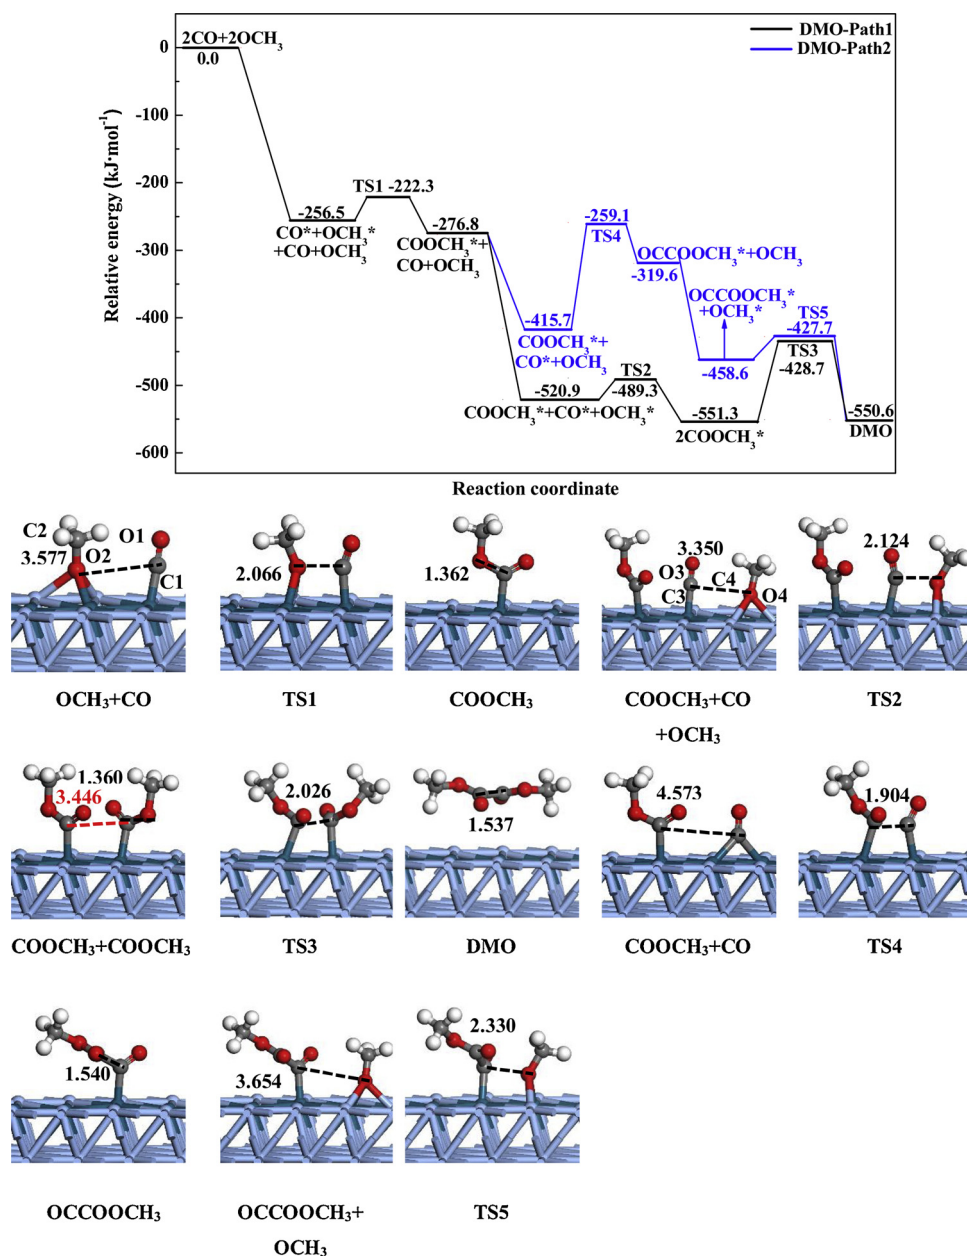 DMO-Path1
DMO-Path2
Relative energy (kJ·mol⁻¹)
0
-100
-200
-300
-400
-500
-600
2CO+2OCH₃
0.0
-256.5
CO*+OCH₃*
+CO+OCH₃
TS1 -222.3
-276.8
COOCH₃*+
CO+OCH₃
-415.7
COOCH₃*+
CO*+OCH₃
-259.1
TS4
OCCOOCH₃*+OCH₃
-319.6
OCCOOCH₃*
+OCH₃*
-458.6
TS5
-427.7
TS3
-428.7
-520.9
COOCH₃*+CO*+OCH₃*
TS2
-489.3
-551.3
2COOCH₃*
-550.6
DMO
Reaction coordinate
C2
O1
3.577
O2
C1
2.066
1.362
3.350
O3
C4
C3
O4
2.124
OCH₃+CO
TS1
COOCH₃
COOCH₃+CO
+OCH₃
TS2
1.360
3.446
2.026
1.537
4.573
1.904
COOCH₃+COOCH₃
TS3
DMO
COOCH₃+CO
TS4
1.540
3.654
2.330
OCCOOCH₃
OCCOOCH₃+
OCH₃
TS5